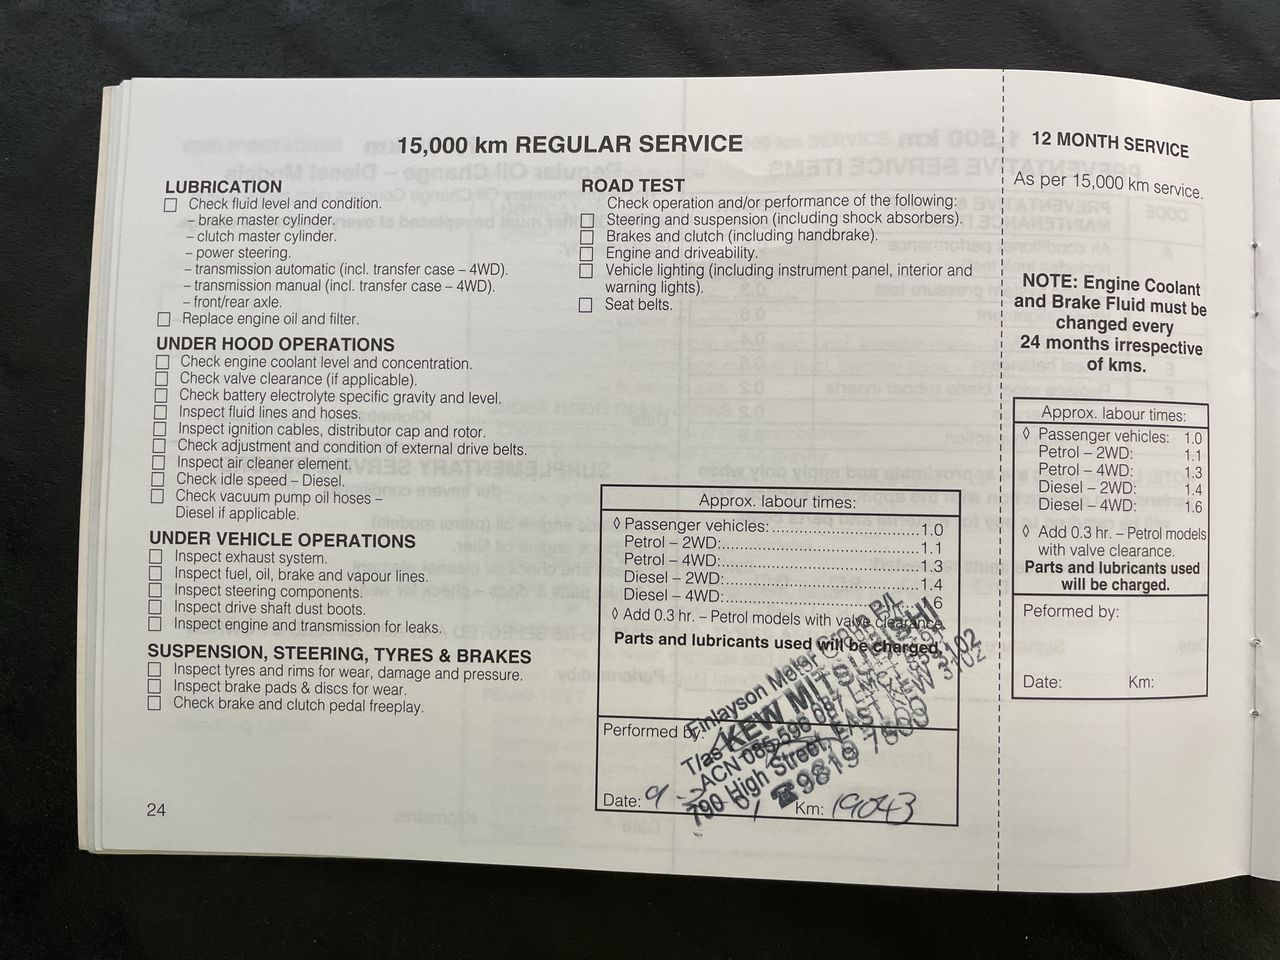 15,000 km REGULAR SERVICE
LUBRICATION
Check fluid level and condition.
– brake master cylinder.
– clutch master cylinder.
– power steering.
– transmission automatic (incl. transfer case – 4WD).
– transmission manual (incl. transfer case – 4WD).
– front/rear axle.
Replace engine oil and filter.
UNDER HOOD OPERATIONS
Check engine coolant level and concentration.
Check valve clearance (if applicable).
Check battery electrolyte specific gravity and level.
Inspect fluid lines and hoses.
Inspect ignition cables, distributor cap and rotor.
Check adjustment and condition of external drive belts.
Inspect air cleaner element.
Check idle speed – Diesel.
Check vacuum pump oil hoses –
Diesel if applicable.
UNDER VEHICLE OPERATIONS
Inspect exhaust system.
Inspect fuel, oil, brake and vapour lines.
Inspect steering components.
Inspect drive shaft dust boots.
Inspect engine and transmission for leaks.
SUSPENSION, STEERING, TYRES & BRAKES
Inspect tyres and rims for wear, damage and pressure.
Inspect brake pads & discs for wear.
Check brake and clutch pedal freeplay.
24
ROAD TEST
Check operation and/or performance of the following:
Steering and suspension (including shock absorbers).
Brakes and clutch (including handbrake).
Engine and driveability.
Vehicle lighting (including instrument panel, interior and
warning lights).
Seat belts.
Approx. labour times:
◊ Passenger vehicles:..........................1.0
Petrol – 2WD:..........................1.1
Petrol – 4WD:..........................1.3
Diesel – 2WD:..........................1.4
Diesel – 4WD:..........................1.6
◊ Add 0.3 hr. – Petrol models with valve clearance.
Parts and lubricants used will be charged.
Finlayson Motor P/L
T/as KEW MITSUBISHI
ACN 085 596 087 LMCT
790 High Street, EAST KEW 3102
☎9819 7800
Performed by:
Date: 9
Km: 19043
12 MONTH SERVICE
As per 15,000 km service.
NOTE: Engine Coolant
and Brake Fluid must be
changed every
24 months irrespective
of kms.
Approx. labour times:
◊ Passenger vehicles: 1.0
Petrol – 2WD: 1.1
Petrol – 4WD: 1.3
Diesel – 2WD: 1.4
Diesel – 4WD: 1.6
◊ Add 0.3 hr. – Petrol models
with valve clearance.
Parts and lubricants used
will be charged.
Peformed by:
Date: Km: